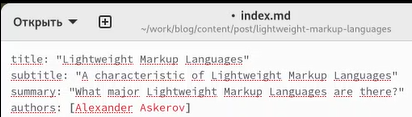 Открыть
• index.md
~/work/blog/content/post/lightweight-markup-languages
title: "Lightweight Markup Languages"
subtitle: "A characteristic of Lightweight Markup Languages"
summary: "What major Lightweight Markup Languages are there?"
authors: [Alexander Askerov]